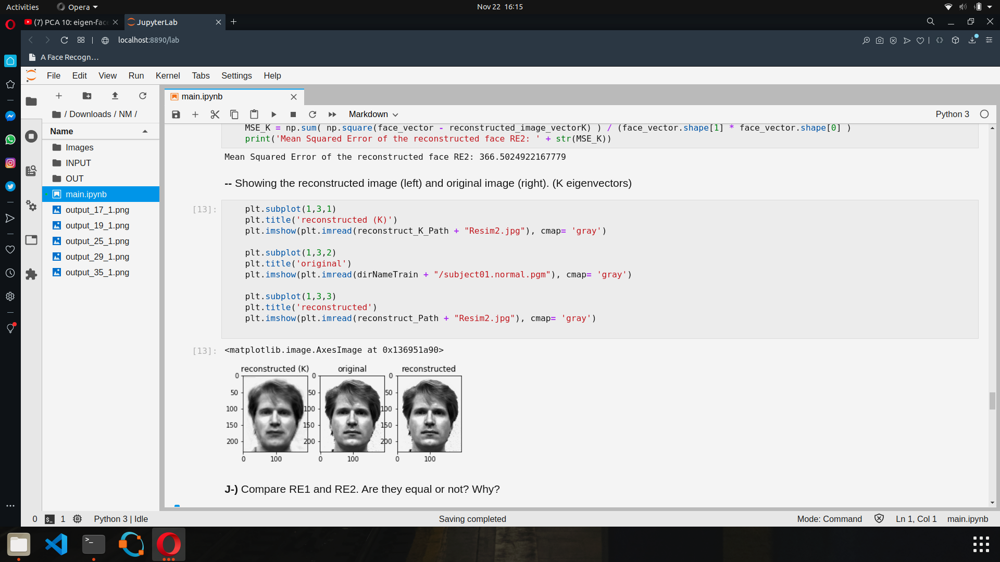 Activities
Opera
Nov 22 16:15
(7) PCA 10: eigen-face
JupyterLab
localhost:8890/lab
A Face Recogn…
File Edit View Run Kernel Tabs Settings Help
main.ipynb
/ Downloads / NM /
Markdown
Python 3
Name
Images
INPUT
OUT
main.ipynb
output_17_1.png
output_19_1.png
output_25_1.png
output_29_1.png
output_35_1.png
MSE_K = np.sum( np.square(face_vector - reconstructed_image_vectorK) ) / (face_vector.shape[1] * face_vector.shape[0] )
print('Mean Squared Error of the reconstructed face RE2: ' + str(MSE_K))
Mean Squared Error of the reconstructed face RE2: 366.5024922167779
-- Showing the reconstructed image (left) and original image (right). (K eigenvectors)
[13]:
plt.subplot(1,3,1)
plt.title('reconstructed (K)')
plt.imshow(plt.imread(reconstruct_K_Path + "Resim2.jpg"), cmap= 'gray')
plt.subplot(1,3,2)
plt.title('original')
plt.imshow(plt.imread(dirNameTrain + "/subject01.normal.pgm"), cmap= 'gray')
plt.subplot(1,3,3)
plt.title('reconstructed')
plt.imshow(plt.imread(reconstruct_Path + "Resim2.jpg"), cmap= 'gray')
[13]:
<matplotlib.image.AxesImage at 0x136951a90>
reconstructed (K) original reconstructed
0 0 0
50 50 50
100 100 100
150 150 150
200 200 200
0 100 0 100 0 100
J-) Compare RE1 and RE2. Are they equal or not? Why?
0 $_ 1 Python 3 | Idle
Saving completed
Mode: Command
Ln 1, Col 1
main.ipynb
>_